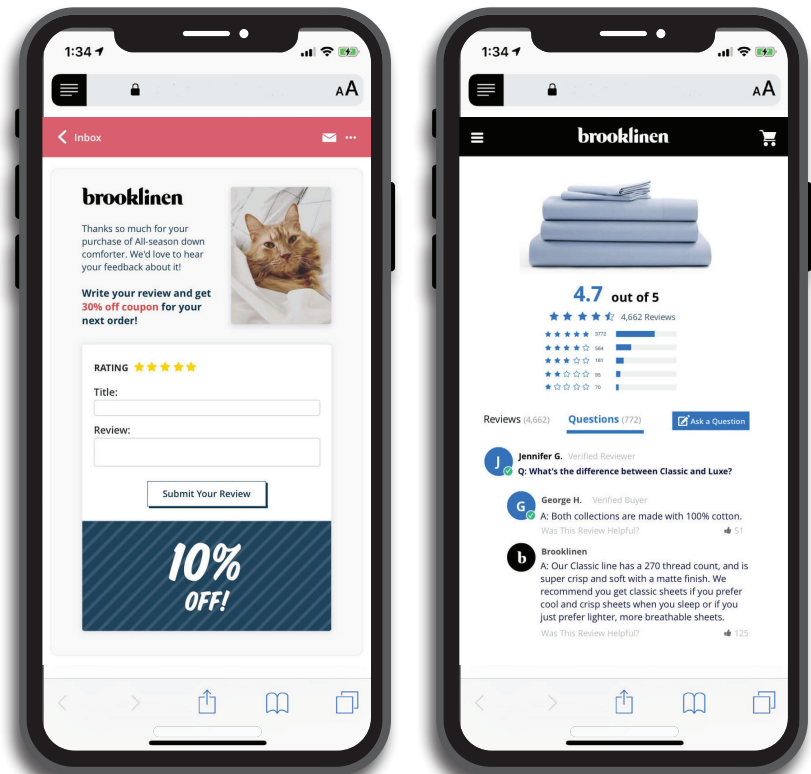 1:34
AA
Inbox
brooklinen
Thanks so much for your
purchase of All-season down
comforter. We'd love to hear
your feedback about it!
Write your review and get
30% off coupon for your
next order!
RATING
Title:
Review:
Submit Your Review
10%
OFF!
1:34
AA
brooklinen
4.7 out of 5
4,662 Reviews
3772
564
161
95
70
Reviews (4,662) Questions (772) Ask a Question
J
Jennifer G. Verified Reviewer
Q: What's the difference between Classic and Luxe?
G
George H. Verified Buyer
A: Both collections are made with 100% cotton.
Was This Review Helpful? 51
b
Brooklinen
A: Our Classic line has a 270 thread count, and is
super crisp and soft with a matte finish. We
recommend you get classic sheets if you prefer
cool and crisp sheets when you sleep or if you
just prefer lighter, more breathable sheets.
Was This Review Helpful? 125